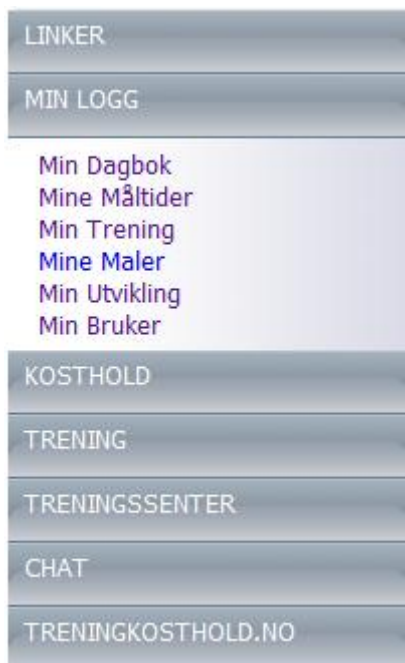 LINKER
MIN LOGG
Min Dagbok
Mine Måltider
Min Trening
Mine Maler
Min Utvikling
Min Bruker
KOSTHOLD
TRENING
TRENINGSSENTER
CHAT
TRENINGKOSTHOLD.NO